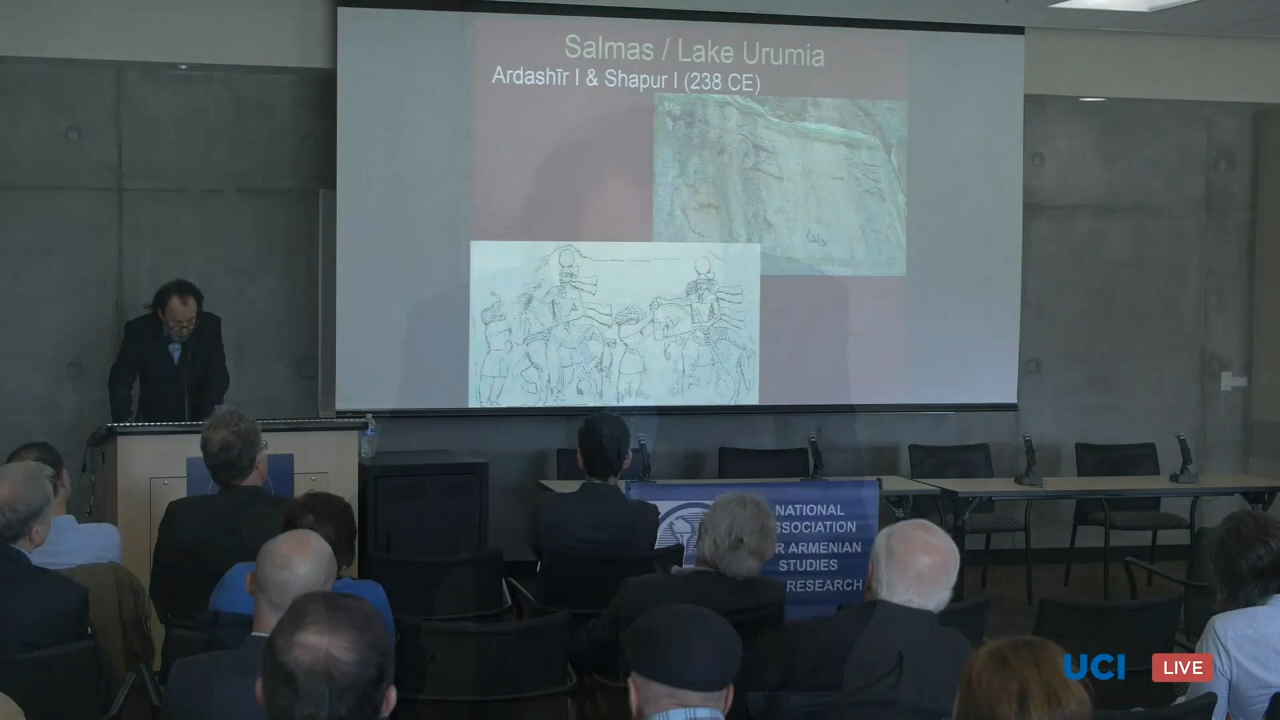 Salmas / Lake Urumia
Ardashīr I & Shapur I (238 CE)
NATIONAL
ASSOCIATION
ARMENIAN
STUDIES
RESEARCH
UCI
LIVE